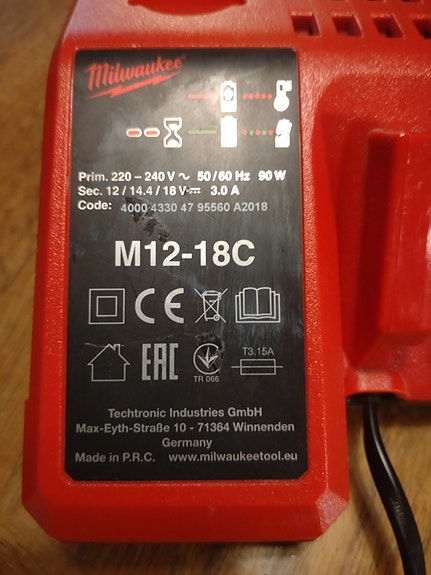 Milwaukee
Prim. 220 – 240 V ~ 50/60 Hz 90 W
Sec. 12 / 14.4 / 18 V⎓ 3.0 A
Code: 4000 4330 47 95560 A2018
M12-18C
CE
EAC
T3.15A
TR 066
Techtronic Industries GmbH
Max-Eyth-Straße 10 - 71364 Winnenden
Germany
Made in P.R.C. www.milwaukeetool.eu